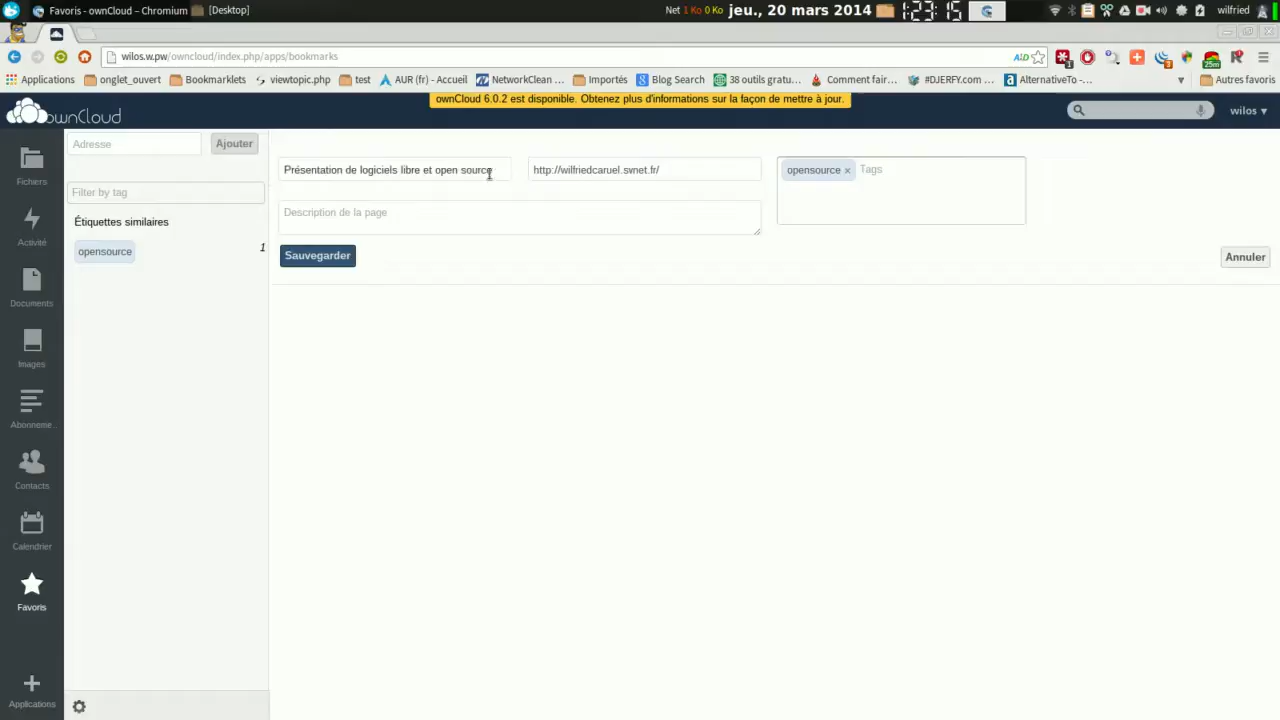 Favoris - ownCloud - Chromium
[Desktop]
Net 1 Ko 0 Ko
jeu., 20 mars 2014
1:23:15
wilfried
wilos.w.pw/owncloud/index.php/apps/bookmarks
Applications
onglet_ouvert
Bookmarklets
viewtopic.php
test
AUR (fr) - Accueil
NetworkClean ...
Importés
Blog Search
38 outils gratu...
Comment fair...
#DJERFY.com ...
AlternativeTo -...
Autres favoris
ownCloud 6.0.2 est disponible. Obtenez plus d'informations sur la façon de mettre à jour.
ownCloud
wilos
Adresse
Ajouter
Filter by tag
Étiquettes similaires
opensource
1
Présentation de logiciels libre et open source
http://wilfriedcaruel.svnet.fr/
opensource ×
Tags
Description de la page
Sauvegarder
Annuler
Fichiers
Activité
Documents
Images
Abonneme..
Contacts
Calendrier
Favoris
Applications